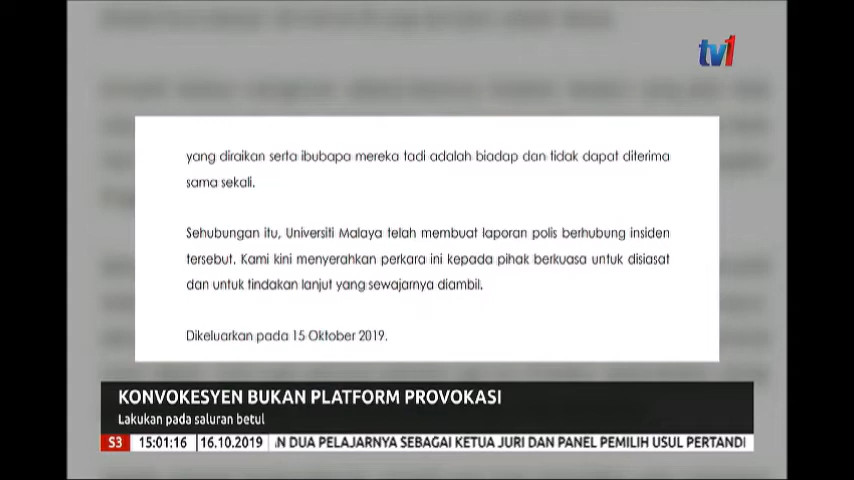 tv1
yang diraikan serta ibubapa mereka tadi adalah biadap dan tidak dapat diterima
sama sekali.
Sehubungan itu, Universiti Malaya telah membuat laporan polis berhubung insiden
tersebut. Kami kini menyerahkan perkara ini kepada pihak berkuasa untuk disiasat
dan untuk tindakan lanjut yang sewajarnya diambil.
Dikeluarkan pada 15 Oktober 2019.
KONVOKESYEN BUKAN PLATFORM PROVOKASI
Lakukan pada saluran betul
S3 15:01:16 16.10.2019 DUA PELAJARNYA SEBAGAI KETUA JURI DAN PANEL PEMILIH USUL